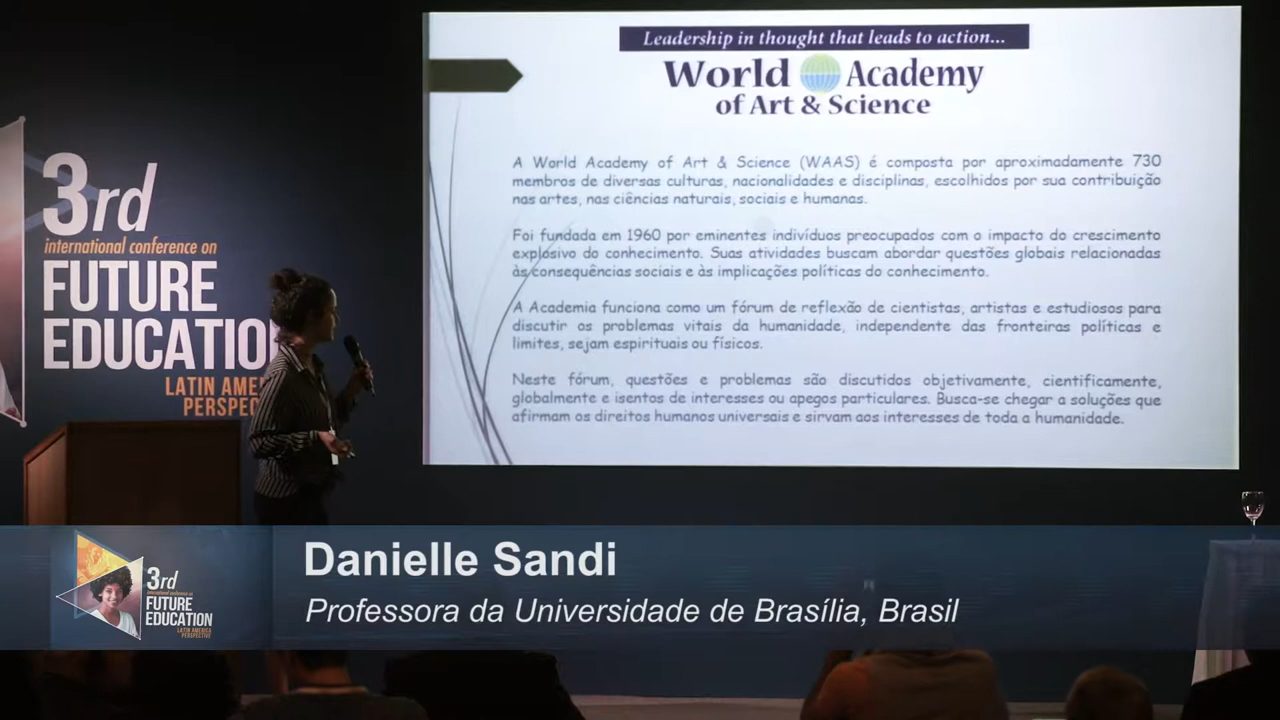 Leadership in thought that leads to action...
World Academy
of Art & Science
A World Academy of Art & Science (WAAS) é composta por aproximadamente 730
membros de diversas culturas, nacionalidades e disciplinas, escolhidos por sua contribuição
nas artes, nas ciências naturais, sociais e humanas.
Foi fundada em 1960 por eminentes indivíduos preocupados com o impacto do crescimento
explosivo do conhecimento. Suas atividades buscam abordar questões globais relacionadas
às consequências sociais e às implicações políticas do conhecimento.
A Academia funciona como um fórum de reflexão de cientistas, artistas e estudiosos para
discutir os problemas vitais da humanidade, independente das fronteiras políticas e
limites, sejam espirituais ou físicos.
Neste fórum, questões e problemas são discutidos objetivamente, cientificamente,
globalmente e isentos de interesses ou apegos particulares. Busca-se chegar a soluções que
afirmam os direitos humanos universais e sirvam aos interesses de toda a humanidade.
3rd
international conference on
FUTURE
EDUCATIO
LATIN AME
PERSPEC
Danielle Sandi
Professora da Universidade de Brasília, Brasil
3rd
international conference on
FUTURE
EDUCATION
LATIN AMERICA
PERSPECTIVE